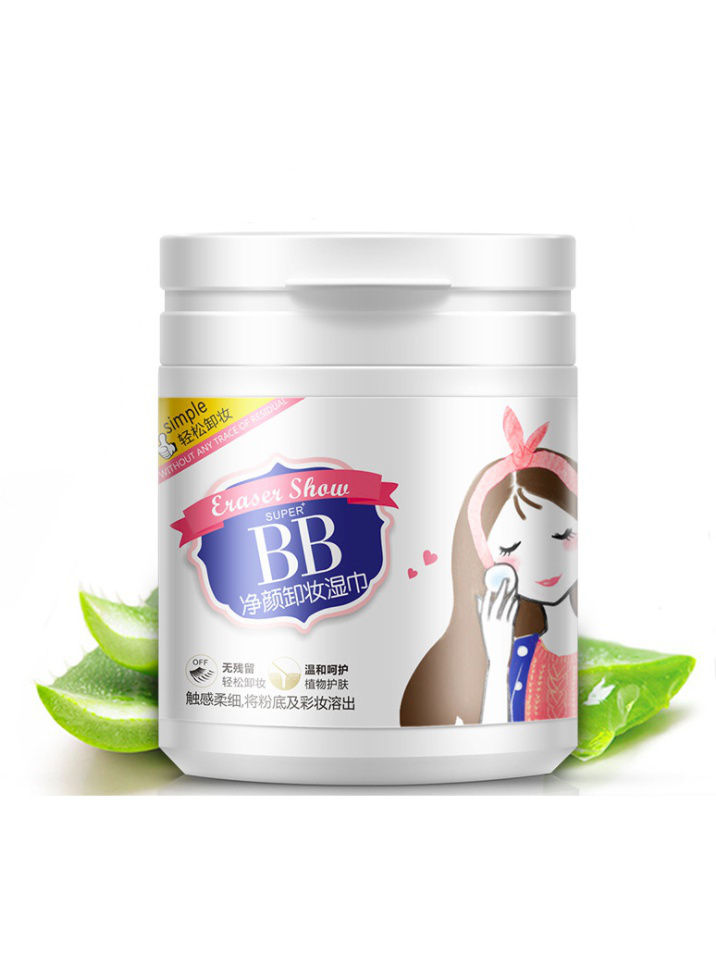 simple
轻松卸妆
WITHOUT ANY TRACE OF RESIDUAL
Eraser Show
SUPER+
BB
净颜卸妆湿巾
OFF
无残留
轻松卸妆
温和呵护
植物护肤
触感柔细,将粉底及彩妆溶出